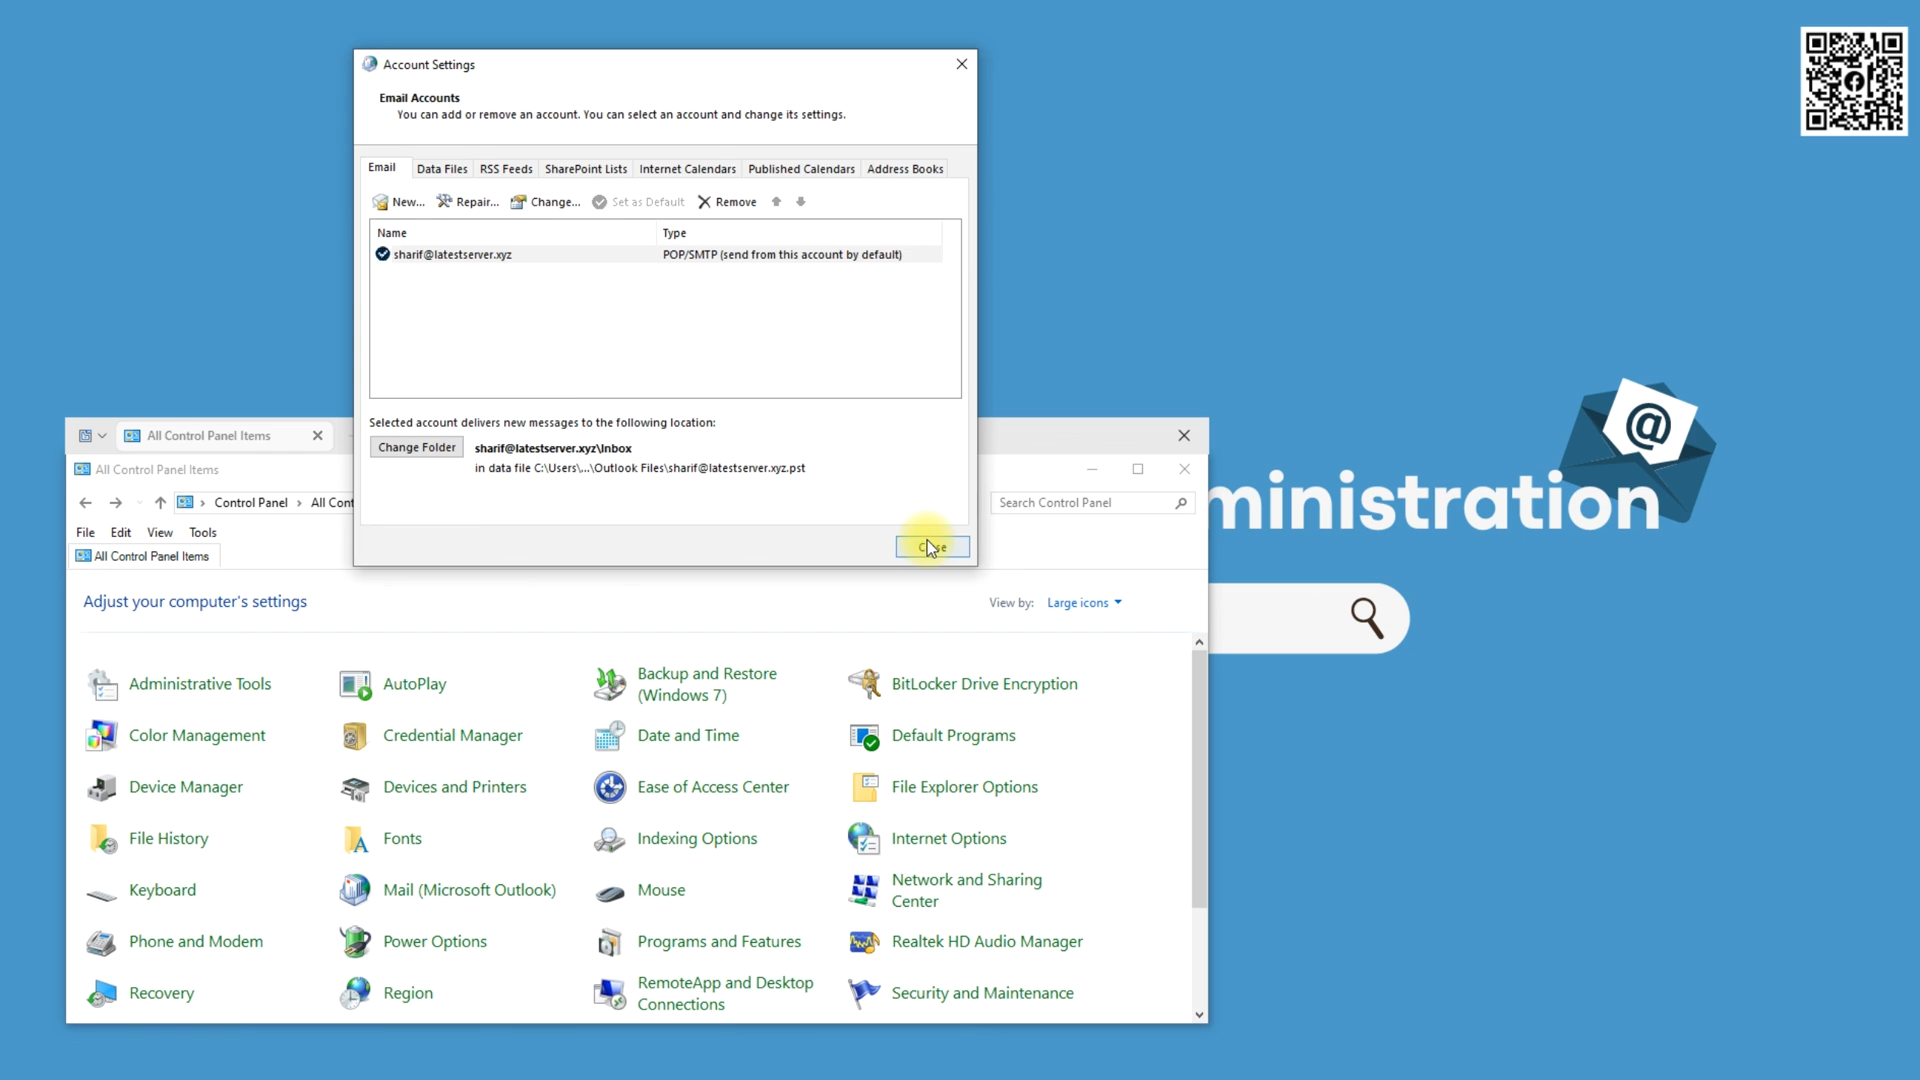 Account Settings
Email Accounts
You can add or remove an account. You can select an account and change its settings.
Email Data Files RSS Feeds SharePoint Lists Internet Calendars Published Calendars Address Books
New... Repair... Change... Set as Default Remove
Name Type
sharif@latestserver.xyz POP/SMTP (send from this account by default)
Selected account delivers new messages to the following location:
Change Folder sharif@latestserver.xyz\Inbox
in data file C:\Users\...\Outlook Files\sharif@latestserver.xyz.pst
Close
All Control Panel Items
All Control Panel Items
Control Panel All Cont
Search Control Panel
File Edit View Tools
All Control Panel Items
Adjust your computer's settings
View by: Large icons
Administrative Tools
AutoPlay
Backup and Restore
(Windows 7)
BitLocker Drive Encryption
Color Management
Credential Manager
Date and Time
Default Programs
Device Manager
Devices and Printers
Ease of Access Center
File Explorer Options
File History
Fonts
Indexing Options
Internet Options
Keyboard
Mail (Microsoft Outlook)
Mouse
Network and Sharing
Center
Phone and Modem
Power Options
Programs and Features
Realtek HD Audio Manager
Recovery
Region
RemoteApp and Desktop
Connections
Security and Maintenance
ministration
@